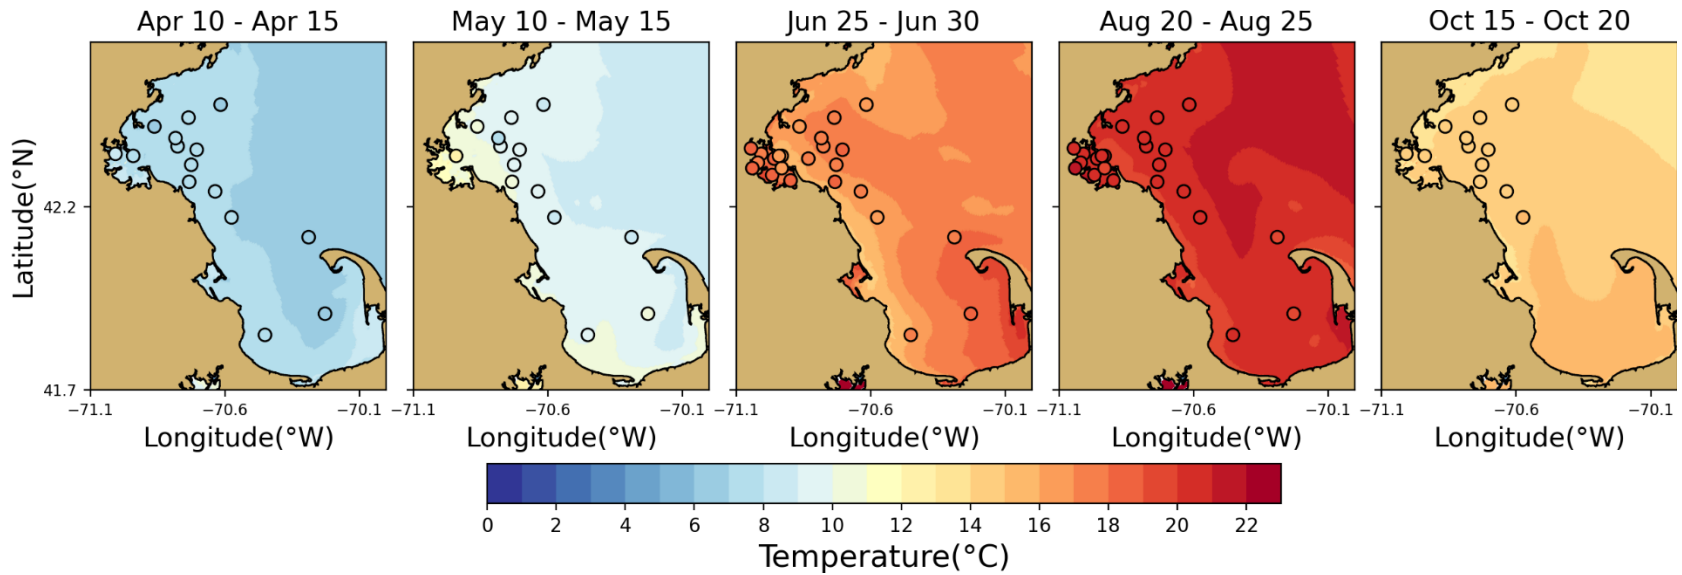 Apr 10 - Apr 15 May 10 - May 15 Jun 25 - Jun 30 Aug 20 - Aug 25 Oct 15 - Oct 20
Latitude(°N)
42.2
41.7
−71.1 −70.6 −70.1 −71.1 −70.6 −70.1 −71.1 −70.6 −70.1 −71.1 −70.6 −70.1 −71.1 −70.6 −70.1
Longitude(°W) Longitude(°W) Longitude(°W) Longitude(°W) Longitude(°W)
0 2 4 6 8 10 12 14 16 18 20 22
Temperature(°C)